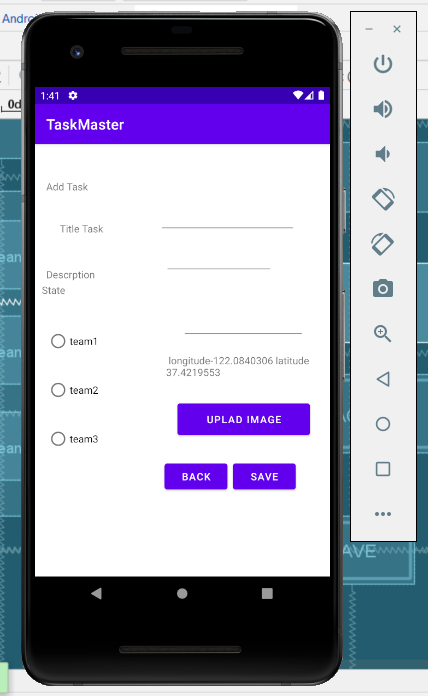 Android
0d
1:41
TaskMaster
Add Task
Title Task
Descrption
State
team1
team2
team3
longitude-122.0840306 latitude
37.4219553
UPLAD IMAGE
BACK
SAVE
AVE